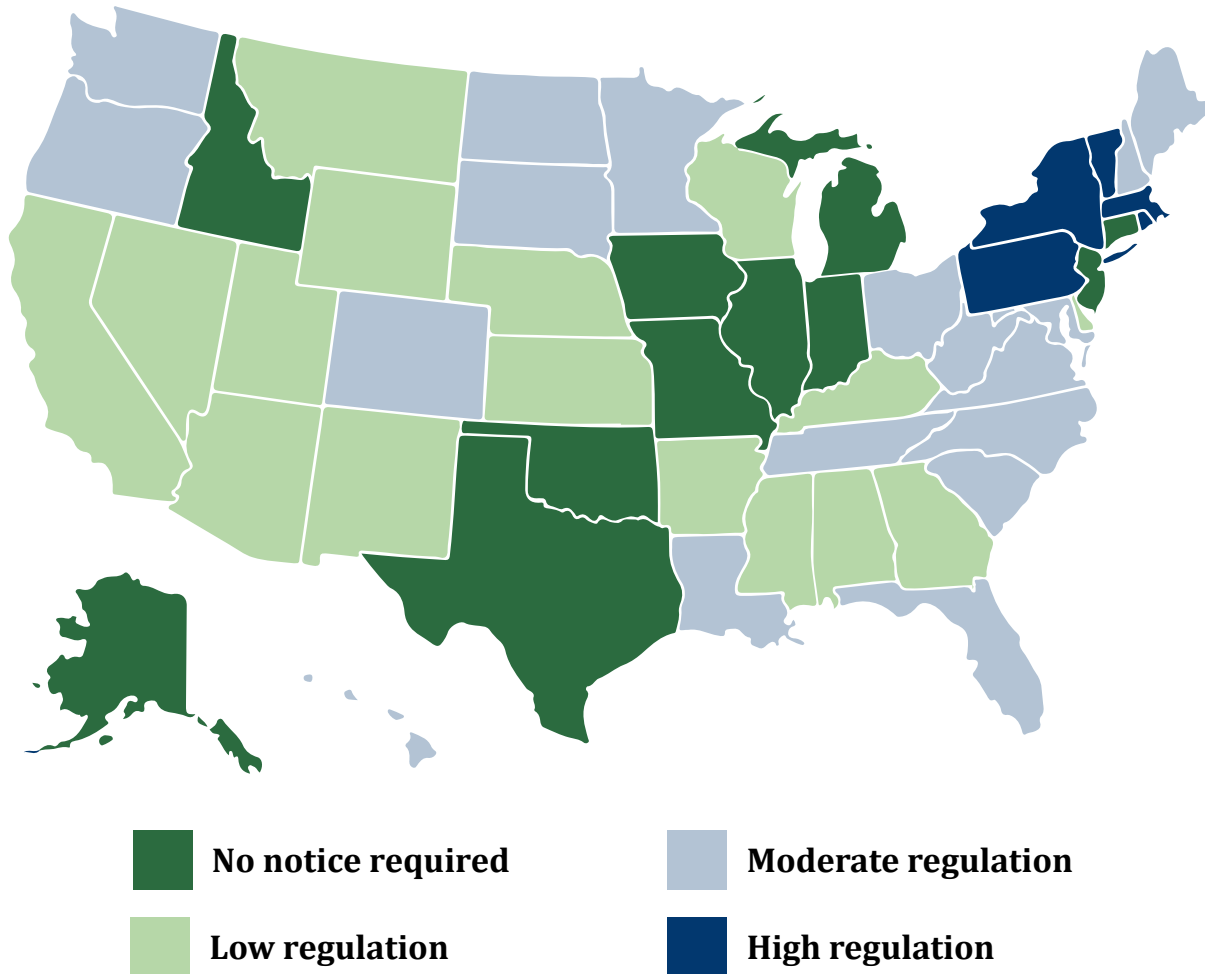 No notice required
Moderate regulation
Low regulation
High regulation